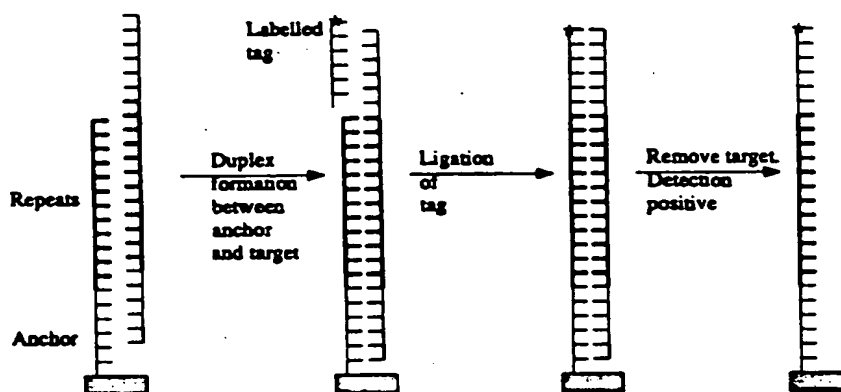 Labelled
tag
Repeats
Anchor
Duplex
formation
between
anchor
and target
Ligation
of
tag
Remove target.
Detection
positive